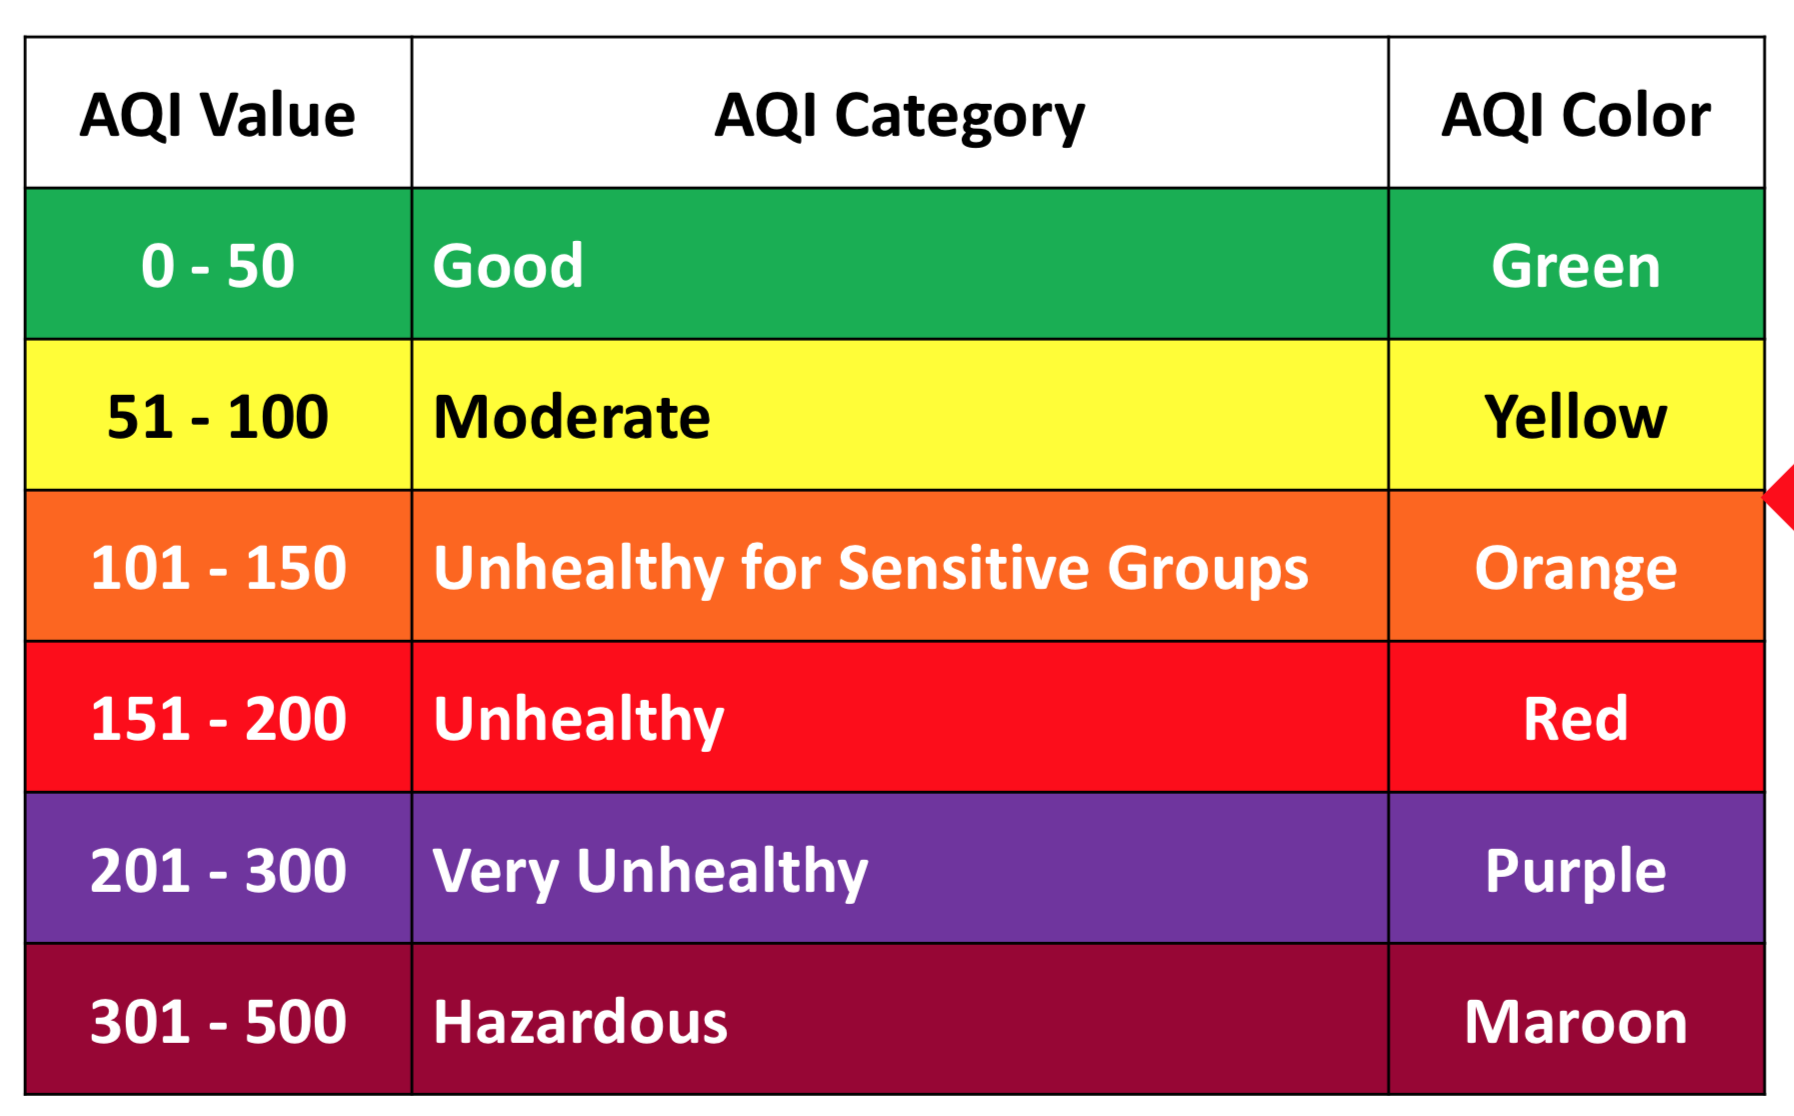 AQI Value AQI Category AQI Color
0 - 50 Good Green
51 - 100 Moderate Yellow
101 - 150 Unhealthy for Sensitive Groups Orange
151 - 200 Unhealthy Red
201 - 300 Very Unhealthy Purple
301 - 500 Hazardous Maroon